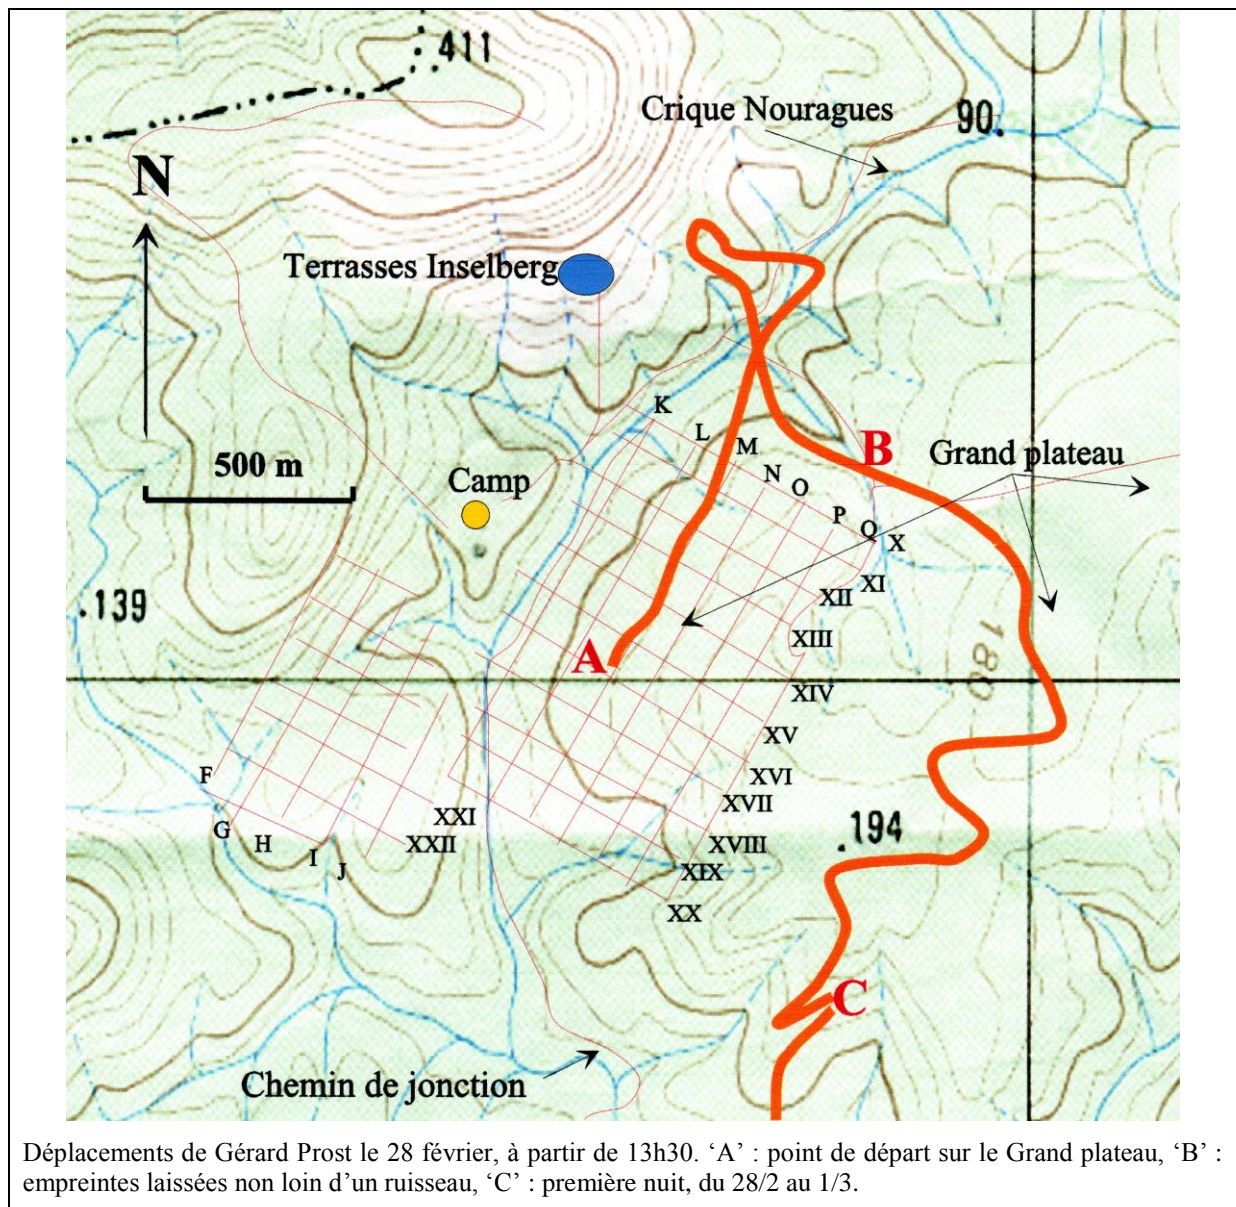 .411
Crique Nouragues
90.
N
Terrasses Inselberg
K
L
M
B
Grand plateau
500 m
Camp
N
O
P
Q
X
XI
XII
.139
XIII
A
180
XIV
XV
F
XVI
XVII
XXI
.194
G
H
XXII
XVIII
I
J
XIX
XX
C
Chemin de jonction
Déplacements de Gérard Prost le 28 février, à partir de 13h30. ‘A’ : point de départ sur le Grand plateau, ‘B’ :
empreintes laissées non loin d’un ruisseau, ‘C’ : première nuit, du 28/2 au 1/3.